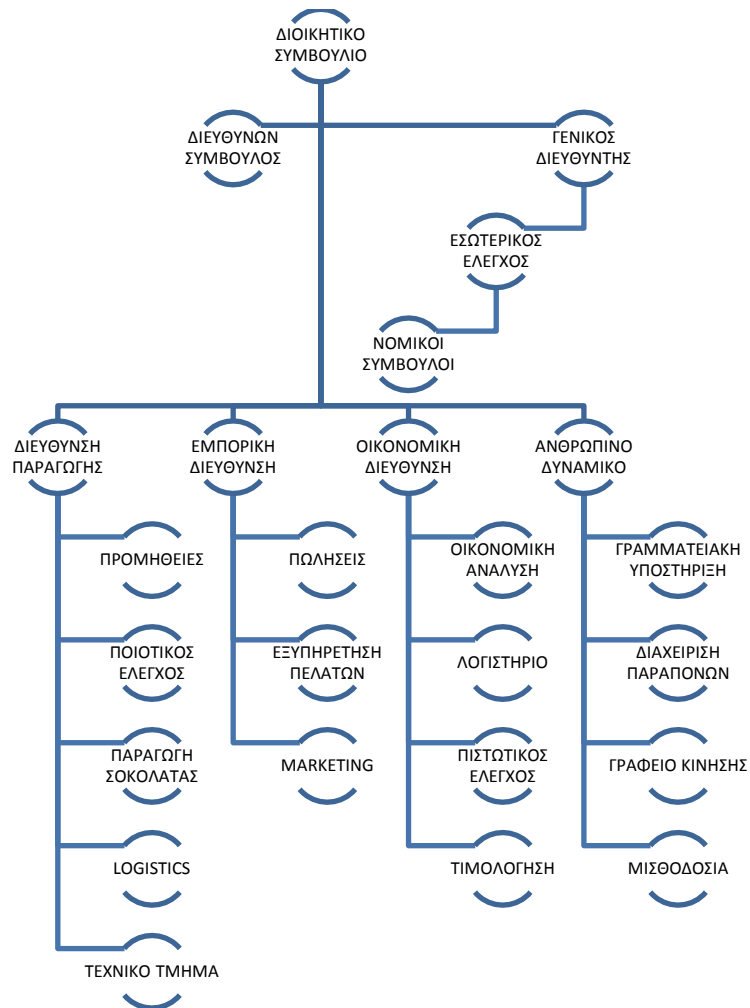 ΔΙΟΙΚΗΤΙΚΟ
ΣΥΜΒΟΥΛΙΟ
ΔΙΕΥΘΥΝΩΝ
ΣΥΜΒΟΥΛΟΣ
ΓΕΝΙΚΟΣ
ΔΙΕΥΘΥΝΤΗΣ
ΕΣΩΤΕΡΙΚΟΣ
ΕΛΕΓΧΟΣ
ΝΟΜΙΚΟΙ
ΣΥΜΒΟΥΛΟΙ
ΔΙΕΥΘΥΝΣΗ
ΠΑΡΑΓΩΓΗΣ
ΠΡΟΜΗΘΕΙΕΣ
ΠΟΙΟΤΙΚΟΣ
ΕΛΕΓΧΟΣ
ΠΑΡΑΓΩΓΗ
ΣΟΚΟΛΑΤΑΣ
LOGISTICS
ΤΕΧΝΙΚΟ ΤΜΗΜΑ
ΕΜΠΟΡΙΚΗ
ΔΙΕΥΘΥΝΣΗ
ΠΩΛΗΣΕΙΣ
ΕΞΥΠΗΡΕΤΗΣΗ
ΠΕΛΑΤΩΝ
MARKETING
ΟΙΚΟΝΟΜΙΚΗ
ΔΙΕΥΘΥΝΣΗ
ΟΙΚΟΝΟΜΙΚΗ
ΑΝΑΛΥΣΗ
ΛΟΓΙΣΤΗΡΙΟ
ΠΙΣΤΩΤΙΚΟΣ
ΕΛΕΓΧΟΣ
ΤΙΜΟΛΟΓΗΣΗ
ΑΝΘΡΩΠΙΝΟ
ΔΥΝΑΜΙΚΟ
ΓΡΑΜΜΑΤΕΙΑΚΗ
ΥΠΟΣΤΗΡΙΞΗ
ΔΙΑΧΕΙΡΙΣΗ
ΠΑΡΑΠΟΝΩΝ
ΓΡΑΦΕΙΟ ΚΙΝΗΣΗΣ
ΜΙΣΘΟΔΟΣΙΑ